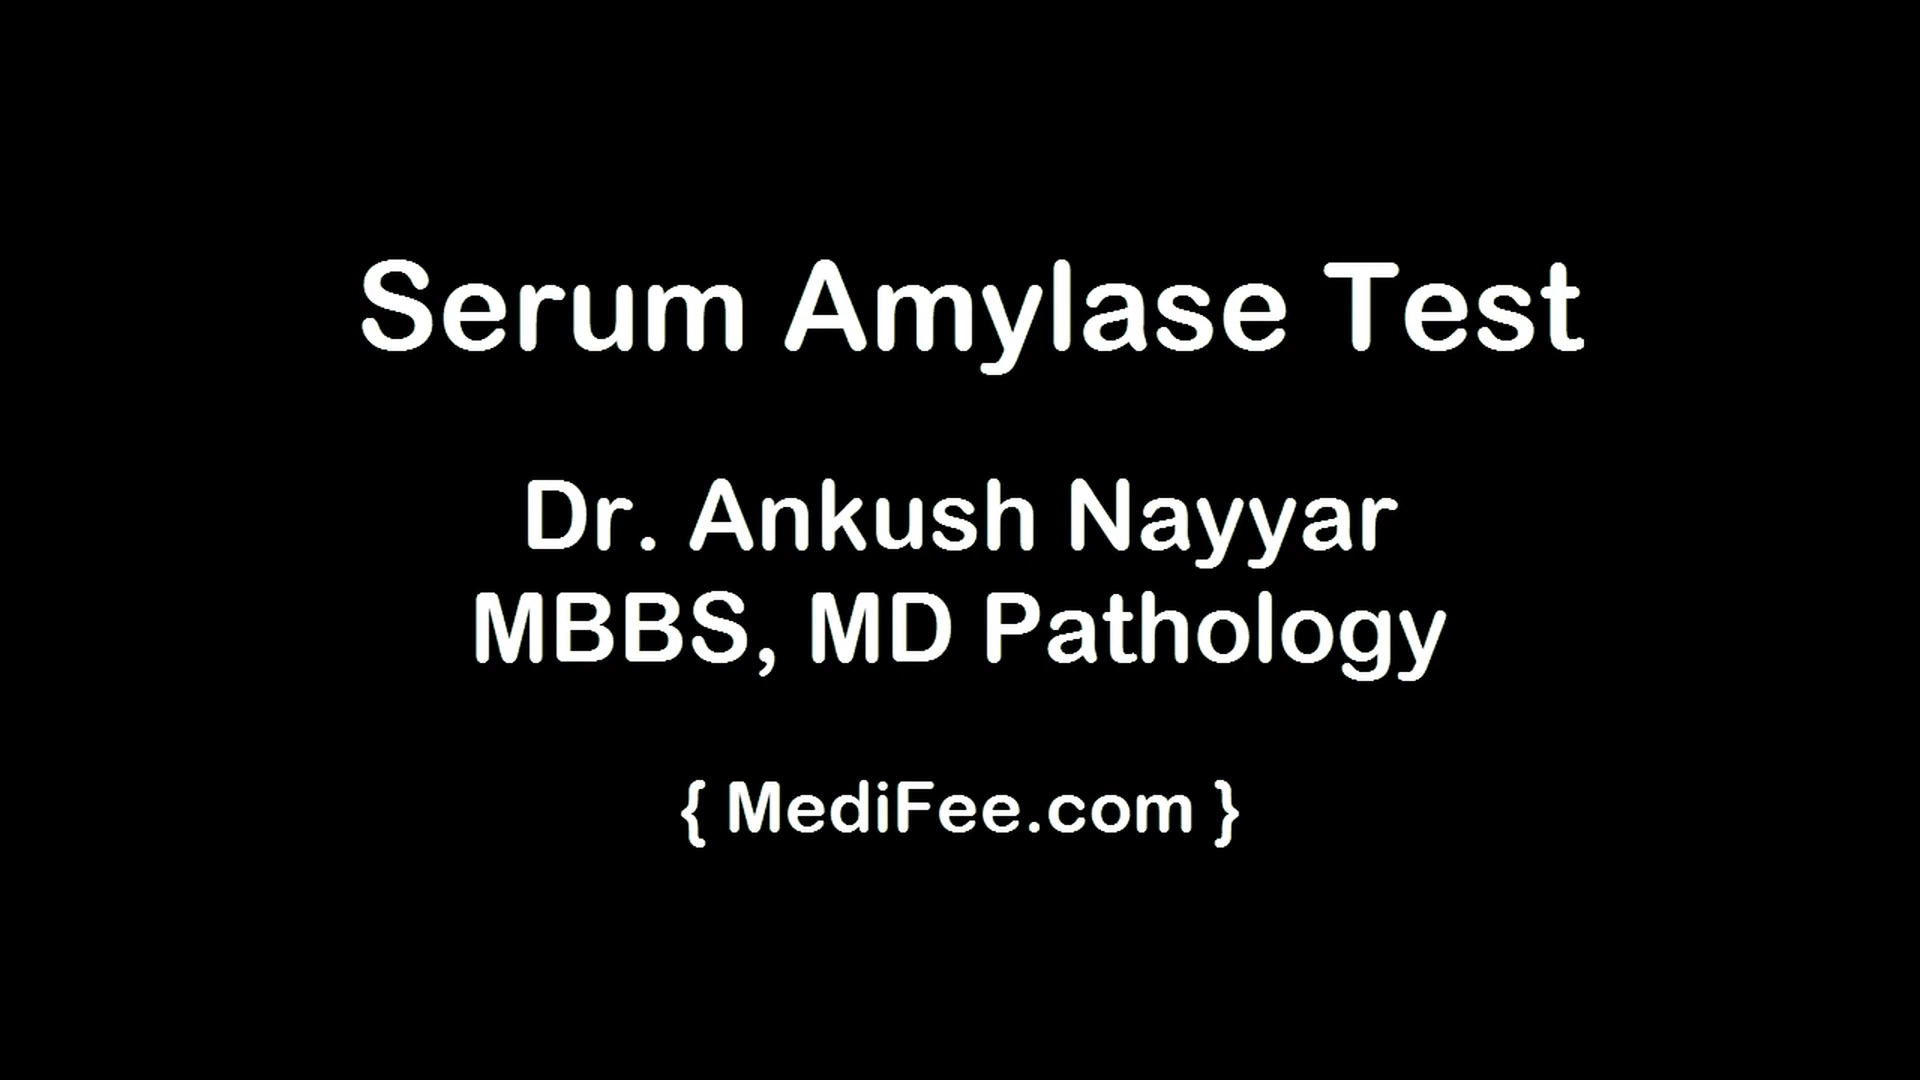 Serum Amylase Test
Dr. Ankush Nayyar
MBBS, MD Pathology
{ MediFee.com }